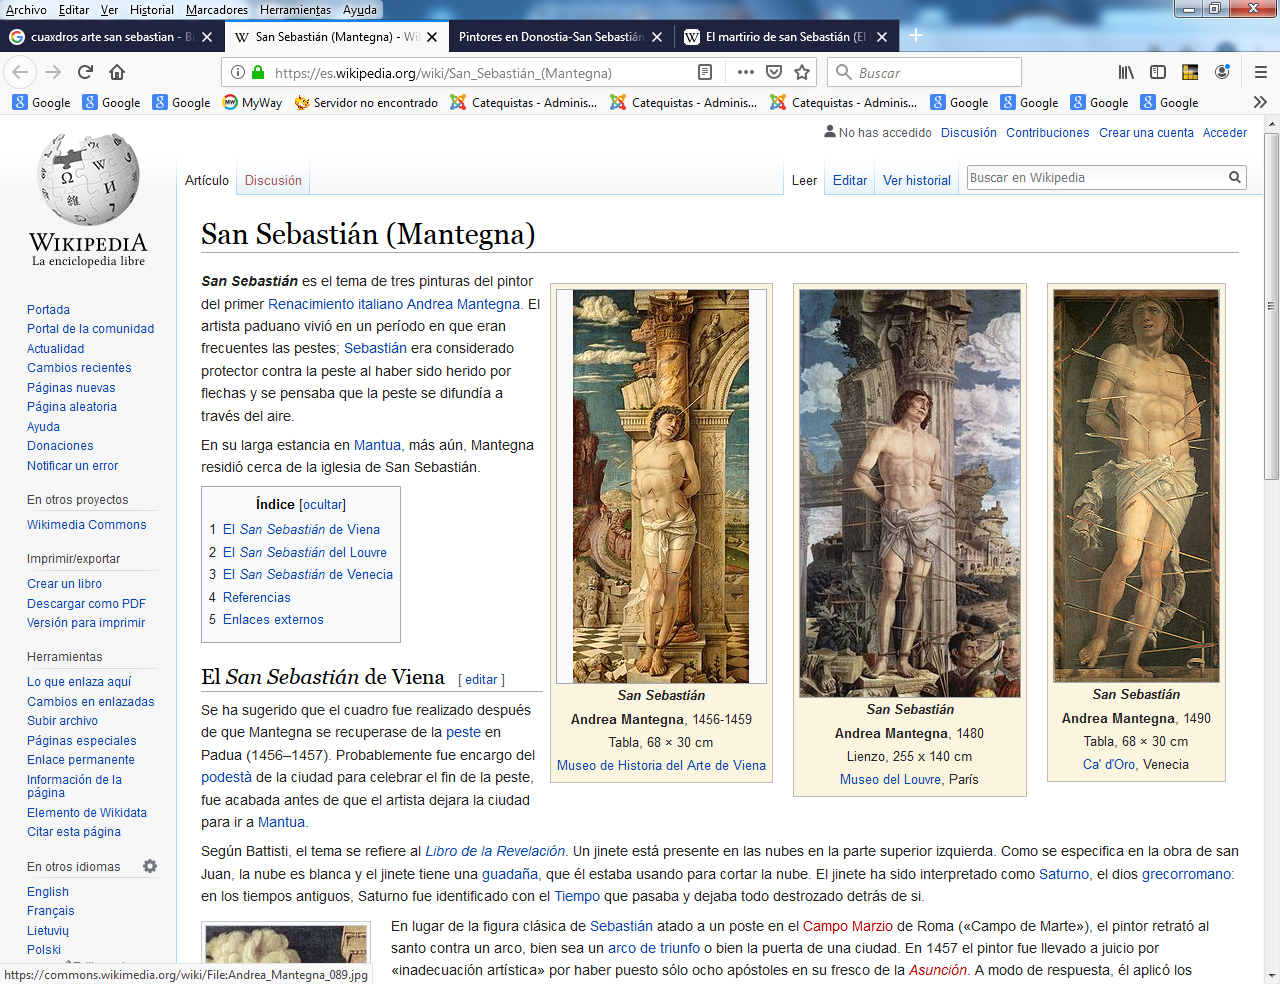 Archivo Editar Ver Historial Marcadores Herramientas Ayuda
cuaxdros arte san sebastian - Bu
San Sebastián (Mantegna) - Wik
Pintores en Donostia-San Sebastián
El martirio de san Sebastián (El
https://es.wikipedia.org/wiki/San_Sebastián_(Mantegna)
Buscar
Google Google Google MyWay Servidor no encontrado Catequistas - Adminis... Catequistas - Adminis... Catequistas - Adminis... Google Google Google Google
No has accedido Discusión Contribuciones Crear una cuenta Acceder
Artículo Discusión Leer Editar Ver historial Buscar en Wikipedia
WIKIPEDIA
La enciclopedia libre
Portada
Portal de la comunidad
Actualidad
Cambios recientes
Páginas nuevas
Página aleatoria
Ayuda
Donaciones
Notificar un error
En otros proyectos
Wikimedia Commons
Imprimir/exportar
Crear un libro
Descargar como PDF
Versión para imprimir
Herramientas
Lo que enlaza aquí
Cambios en enlazadas
Subir archivo
Páginas especiales
Enlace permanente
Información de la
página
Elemento de Wikidata
Citar esta página
En otros idiomas
English
Français
Lietuvių
Polski
San Sebastián (Mantegna)
San Sebastián es el tema de tres pinturas del pintor
del primer Renacimiento italiano Andrea Mantegna. El
artista paduano vivió en un período en que eran
frecuentes las pestes; Sebastián era considerado
protector contra la peste al haber sido herido por
flechas y se pensaba que la peste se difundía a
través del aire.
En su larga estancia en Mantua, más aún, Mantegna
residió cerca de la iglesia de San Sebastián.
Índice [ocultar]
1 El San Sebastián de Viena
2 El San Sebastián del Louvre
3 El San Sebastián de Venecia
4 Referencias
5 Enlaces externos
San Sebastián
Andrea Mantegna, 1456-1459
Tabla, 68 × 30 cm
Museo de Historia del Arte de Viena
San Sebastián
Andrea Mantegna, 1480
Lienzo, 255 x 140 cm
Museo del Louvre, París
San Sebastián
Andrea Mantegna, 1490
Tabla, 68 × 30 cm
Ca' d'Oro, Venecia
El San Sebastián de Viena [ editar ]
Se ha sugerido que el cuadro fue realizado después
de que Mantegna se recuperase de la peste en
Padua (1456–1457). Probablemente fue encargo del
podestà de la ciudad para celebrar el fin de la peste,
fue acabada antes de que el artista dejara la ciudad
para ir a Mantua.
Según Battisti, el tema se refiere al Libro de la Revelación. Un jinete está presente en las nubes en la parte superior izquierda. Como se especifica en la obra de san
Juan, la nube es blanca y el jinete tiene una guadaña, que él estaba usando para cortar la nube. El jinete ha sido interpretado como Saturno, el dios grecorromano:
en los tiempos antiguos, Saturno fue identificado con el Tiempo que pasaba y dejaba todo destrozado detrás de si.
En lugar de la figura clásica de Sebastián atado a un poste en el Campo Marzio de Roma («Campo de Marte»), el pintor retrató al
santo contra un arco, bien sea un arco de triunfo o bien la puerta de una ciudad. En 1457 el pintor fue llevado a juicio por
«inadecuación artística» por haber puesto sólo ocho apóstoles en su fresco de la Asunción. A modo de respuesta, él aplicó los
https://commons.wikimedia.org/wiki/File:Andrea_Mantegna_089.jpg